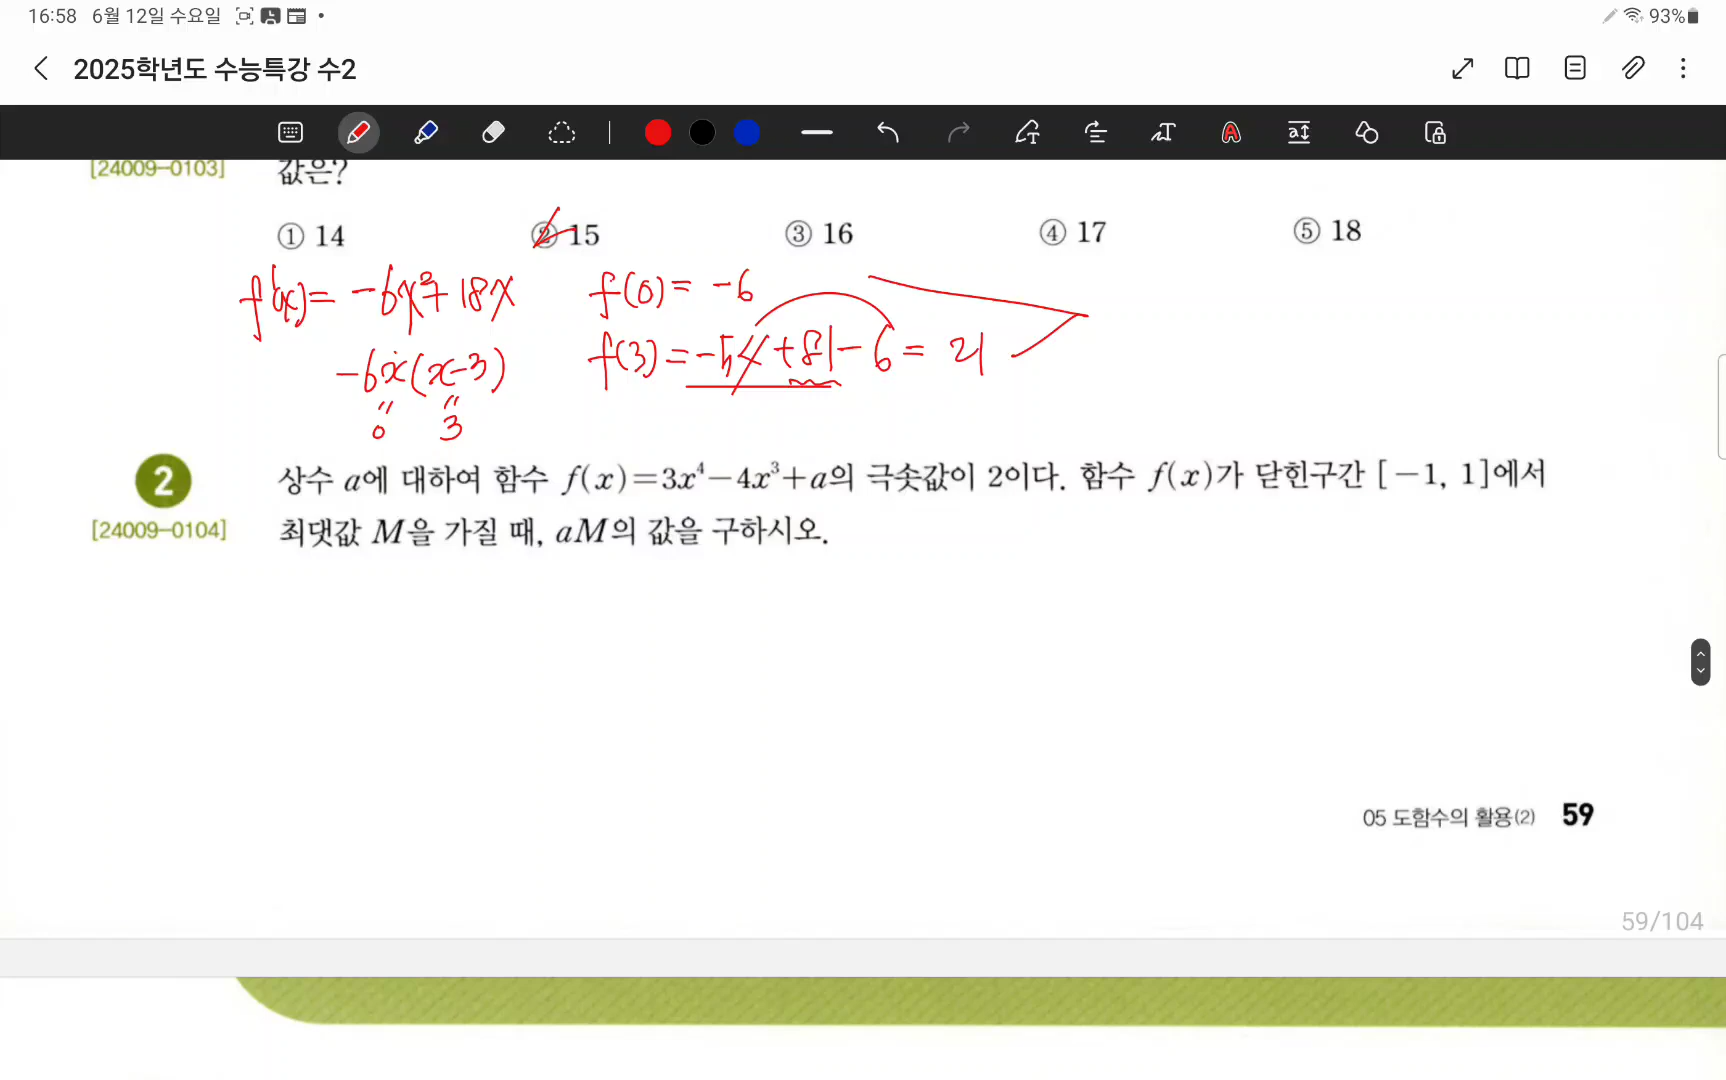 16:58 6월 12일 수요일 93%
2025학년도 수능특강 수2
[24009-0103] 값은?
① 14 ② 15 ③ 16 ④ 17 ⑤ 18
f'(x)= -6x²+18x f(0)= -6
-6x(x-3) f(3)=-54+81-6=21
" "
0 3
2 상수 a에 대하여 함수 f(x)=3x⁴-4x³+a의 극솟값이 2이다. 함수 f(x)가 닫힌구간 [-1, 1]에서
[24009-0104] 최댓값 M을 가질 때, aM의 값을 구하시오.
05 도함수의 활용(2) 59
59/104